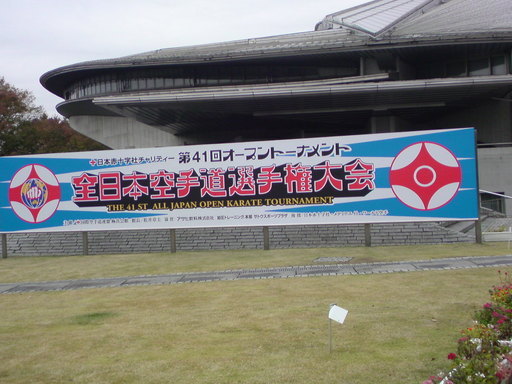 日本赤十字社チャリティー 第41回オープントーナメント
全日本空手道選手権大会
THE 41 ST. ALL JAPAN OPEN KARATE TOURNAMENT